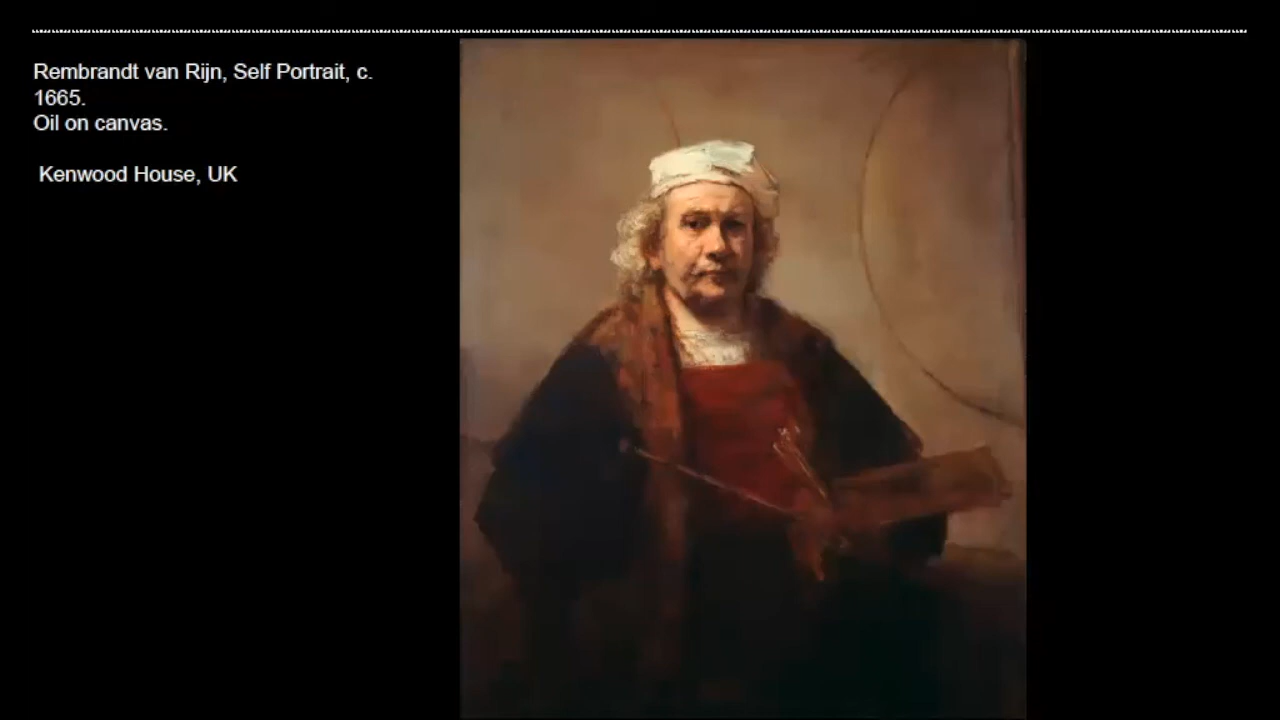 Rembrandt van Rijn, Self Portrait, c.
1665.
Oil on canvas.
Kenwood House, UK